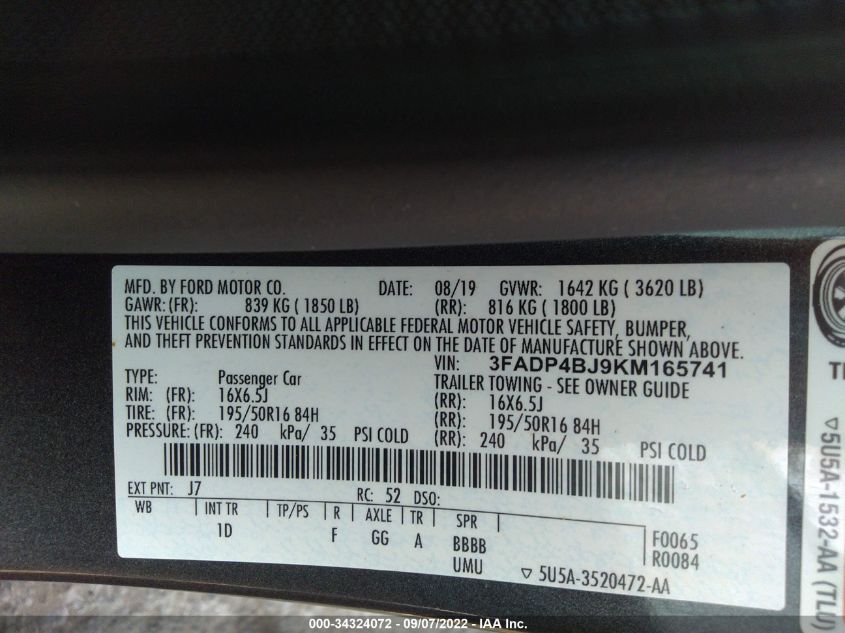 MFD. BY FORD MOTOR CO. DATE: 08/19 GVWR: 1642 KG ( 3620 LB)
GAWR: (FR): 839 KG ( 1850 LB) (RR): 816 KG ( 1800 LB)
THIS VEHICLE CONFORMS TO ALL APPLICABLE FEDERAL MOTOR VEHICLE SAFETY, BUMPER,
AND THEFT PREVENTION STANDARDS IN EFFECT ON THE DATE OF MANUFACTURE SHOWN ABOVE.
VIN: 3FADP4BJ9KM165741
TYPE: Passenger Car TRAILER TOWING - SEE OWNER GUIDE
RIM: (FR): 16X6.5J (RR): 16X6.5J
TIRE: (FR): 195/50R16 84H (RR): 195/50R16 84H
PRESSURE: (FR): 240 kPa/ 35 PSI COLD (RR): 240 kPa/ 35 PSI COLD
EXT PNT: J7 RC: 52 DSO:
WB INT TR TP/PS R AXLE TR SPR
1D F GG A BBBB F0065
UMU R0084
▽ 5U5A-3520472-AA
▽5U5A-1532-AA (TLU)
000-34324072 - 09/07/2022 - IAA Inc.